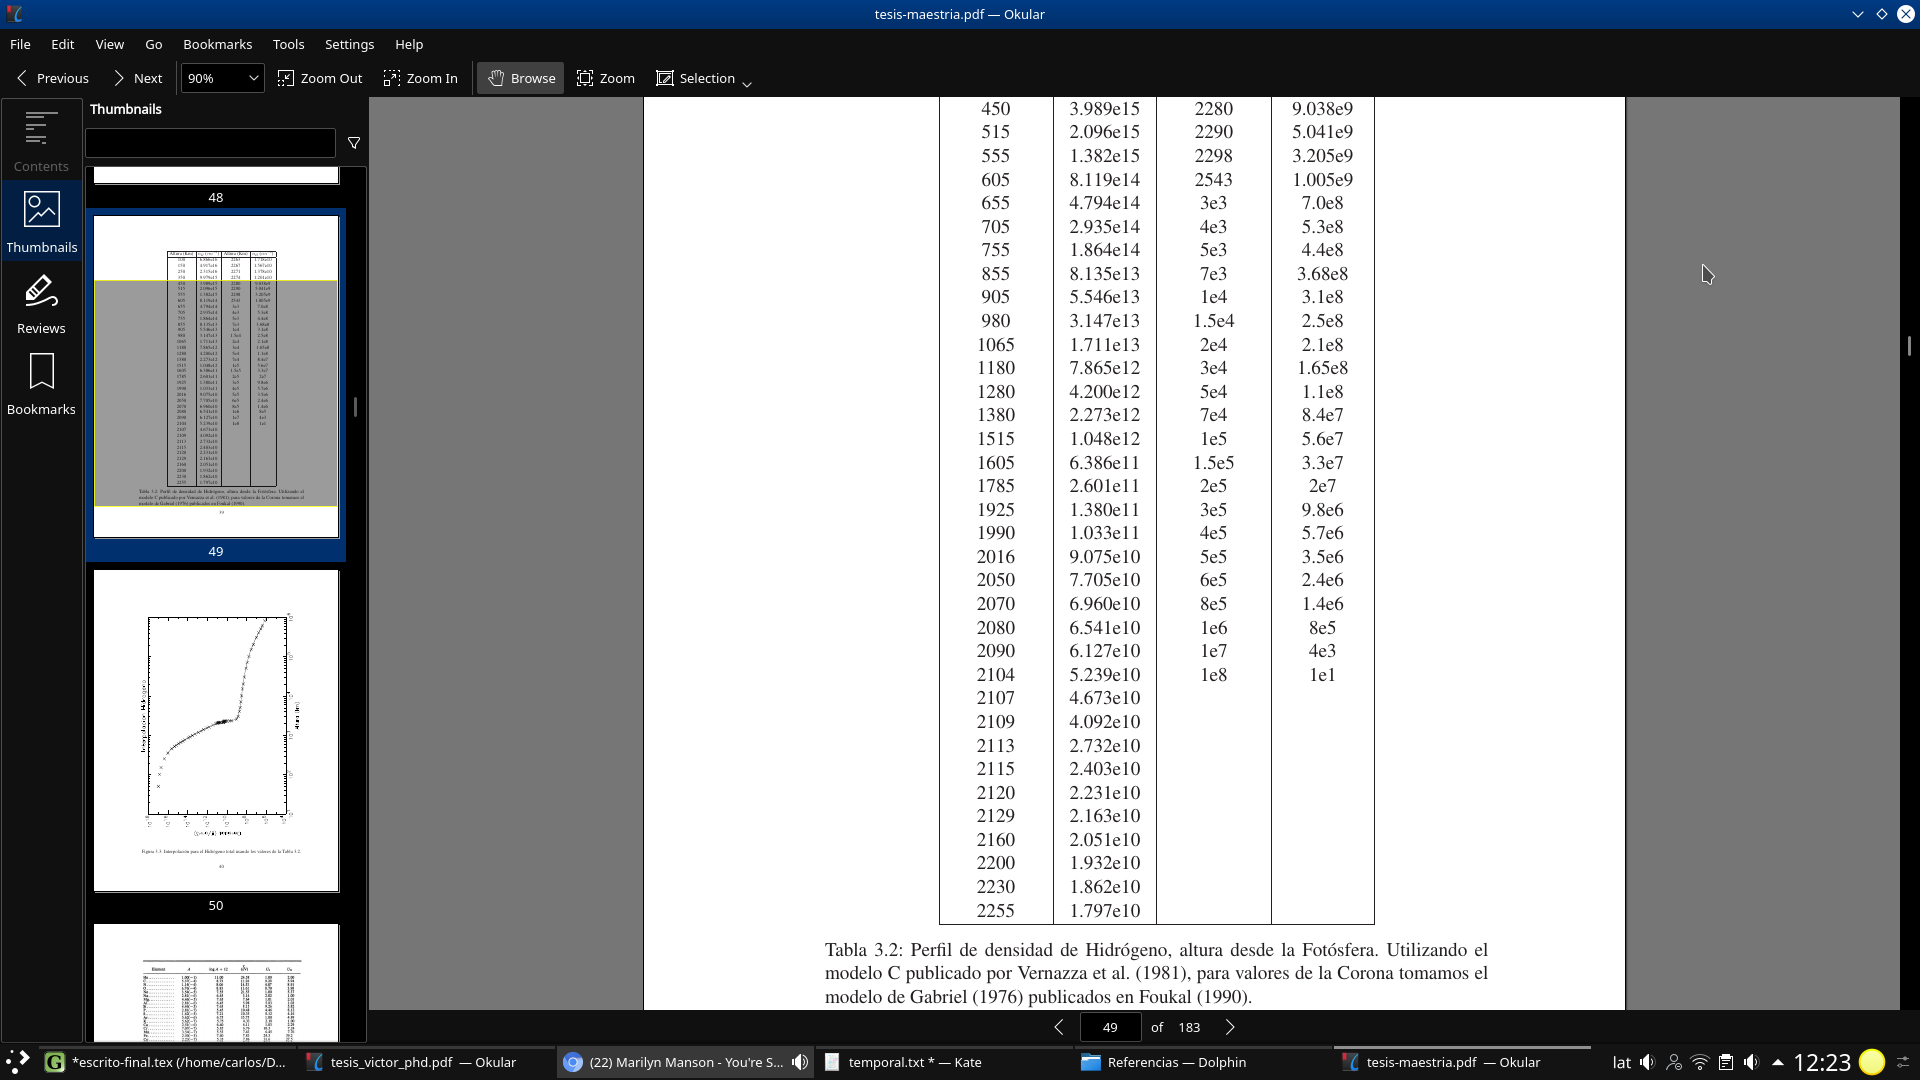 tesis-maestria.pdf — Okular
File Edit View Go Bookmarks Tools Settings Help
Previous Next 90% Zoom Out Zoom In Browse Zoom Selection
Contents
Thumbnails
Reviews
Bookmarks
Thumbnails
48
49
50
450 3.989e15 2280 9.038e9
515 2.096e15 2290 5.041e9
555 1.382e15 2298 3.205e9
605 8.119e14 2543 1.005e9
655 4.794e14 3e3 7.0e8
705 2.935e14 4e3 5.3e8
755 1.864e14 5e3 4.4e8
855 8.135e13 7e3 3.68e8
905 5.546e13 1e4 3.1e8
980 3.147e13 1.5e4 2.5e8
1065 1.711e13 2e4 2.1e8
1180 7.865e12 3e4 1.65e8
1280 4.200e12 5e4 1.1e8
1380 2.273e12 7e4 8.4e7
1515 1.048e12 1e5 5.6e7
1605 6.386e11 1.5e5 3.3e7
1785 2.601e11 2e5 2e7
1925 1.380e11 3e5 9.8e6
1990 1.033e11 4e5 5.7e6
2016 9.075e10 5e5 3.5e6
2050 7.705e10 6e5 2.4e6
2070 6.960e10 8e5 1.4e6
2080 6.541e10 1e6 8e5
2090 6.127e10 1e7 4e3
2104 5.239e10 1e8 1e1
2107 4.673e10
2109 4.092e10
2113 2.732e10
2115 2.403e10
2120 2.231e10
2129 2.163e10
2160 2.051e10
2200 1.932e10
2230 1.862e10
2255 1.797e10
Tabla 3.2: Perfil de densidad de Hidrógeno, altura desde la Fotósfera. Utilizando el
modelo C publicado por Vernazza et al. (1981), para valores de la Corona tomamos el
modelo de Gabriel (1976) publicados en Foukal (1990).
49 of 183
*escrito-final.tex (/home/carlos/D... tesis_victor_phd.pdf — Okular (22) Marilyn Manson - You're S... temporal.txt * — Kate Referencias — Dolphin tesis-maestria.pdf — Okular lat 12:23